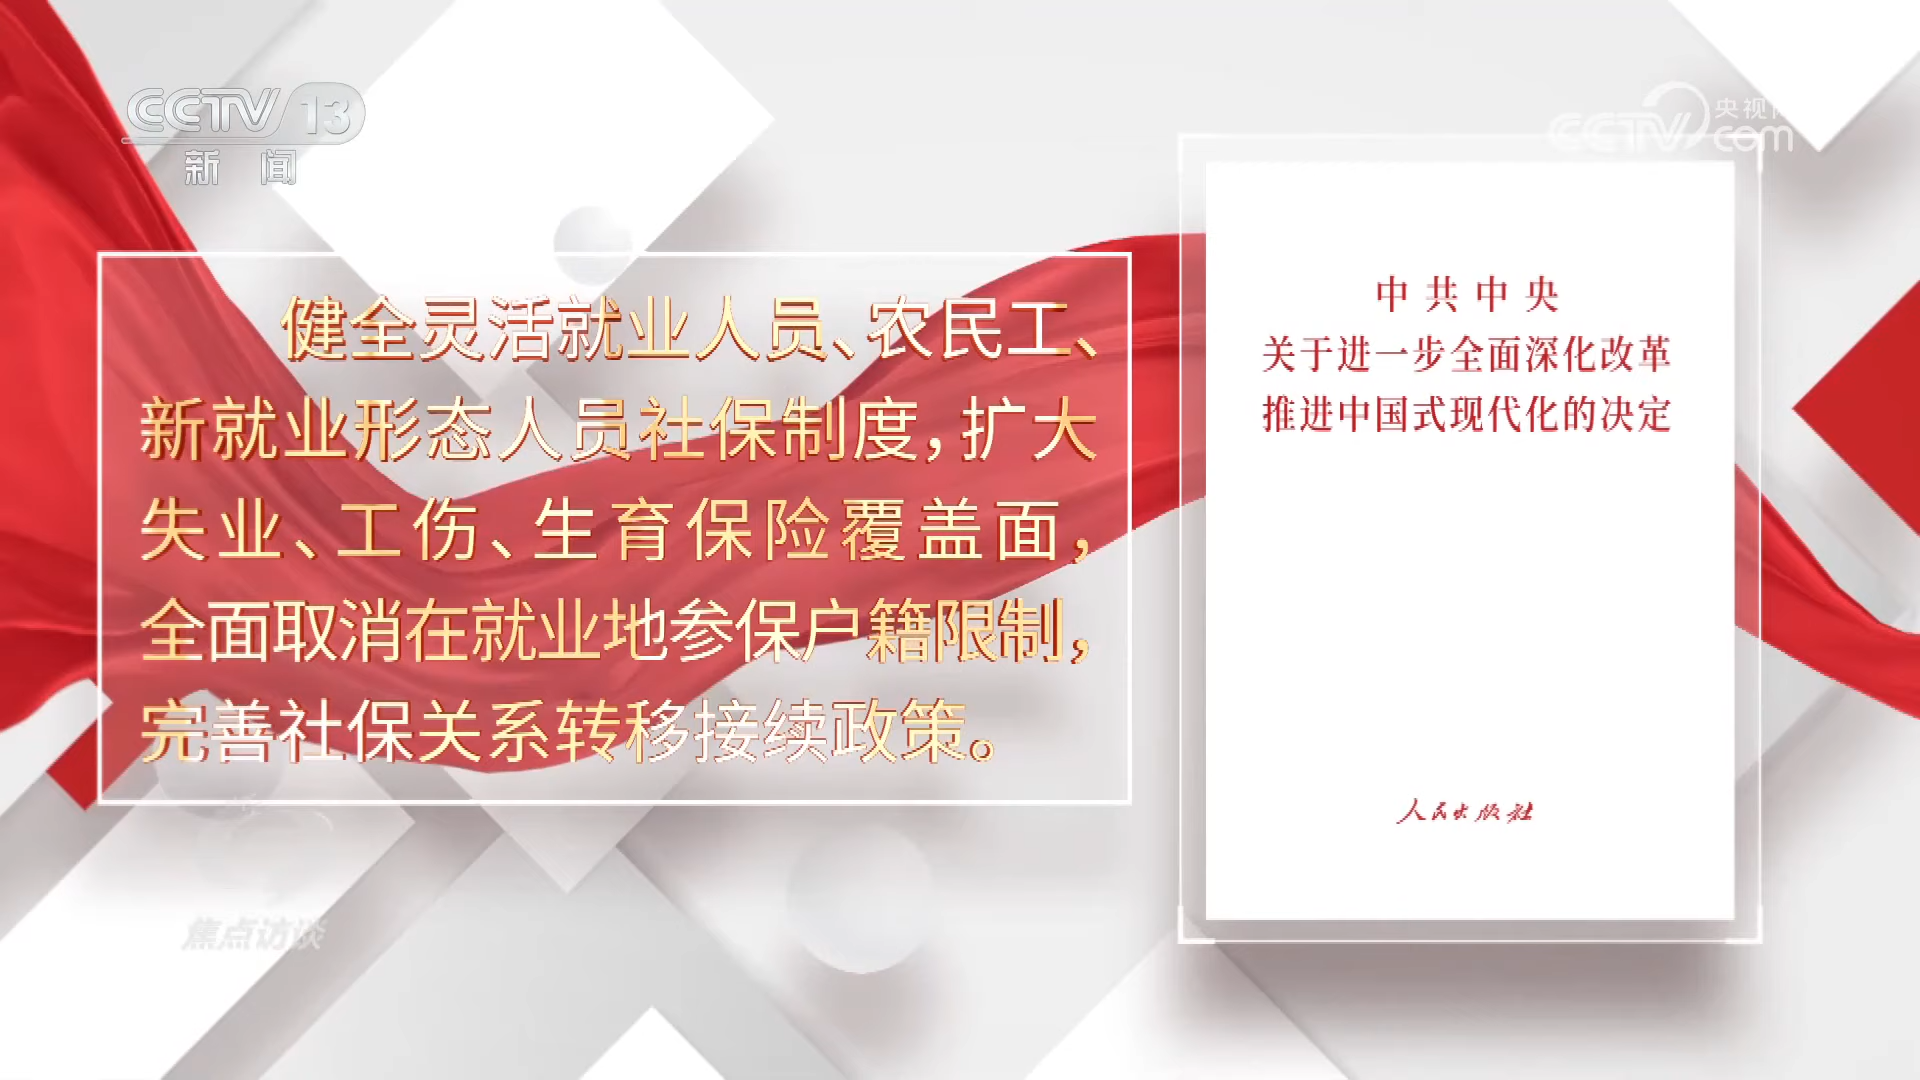 CCTV 13
新闻
央视
CCTV com
健全灵活就业人员、农民工、
新就业形态人员社保制度，扩大
失业、工伤、生育保险覆盖面，
全面取消在就业地参保户籍限制，
完善社保关系转移接续政策。
中共中央
关于进一步全面深化改革
推进中国式现代化的决定
人民出版社
焦点访谈